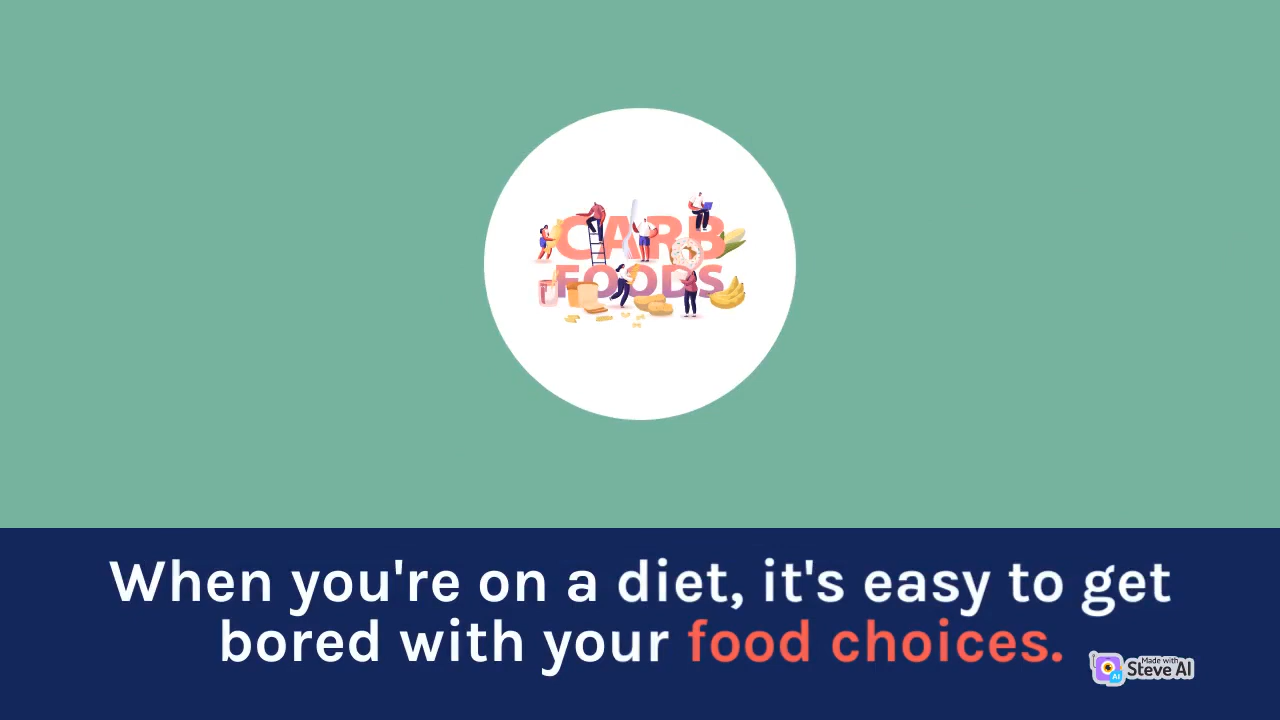 CARB
FOODS
When you're on a diet, it's easy to get
bored with your food choices.
Made with
Steve AI
AI